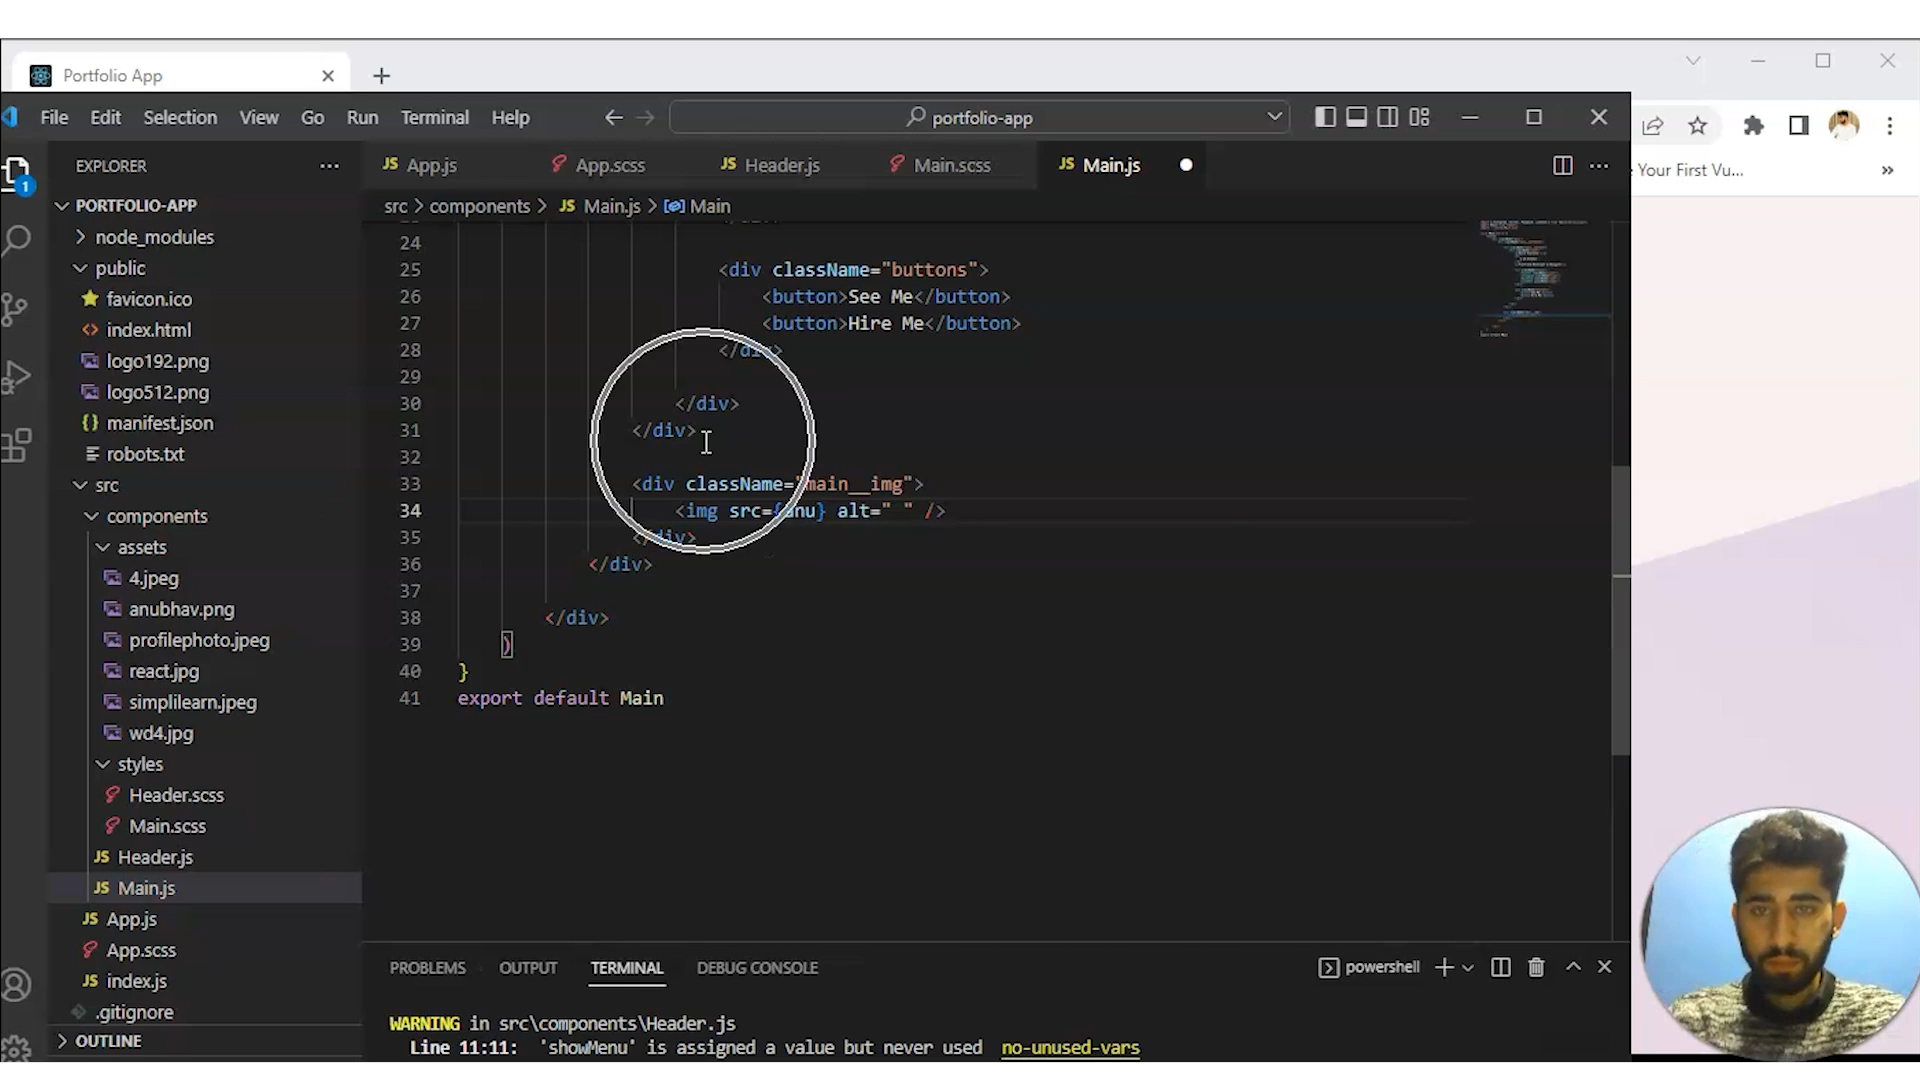 Portfolio App
File Edit Selection View Go Run Terminal Help
portfolio-app
Your First Vu...
EXPLORER
App.js
App.scss
Header.js
Main.scss
Main.js
src > components > Main.js > Main
PORTFOLIO-APP
node_modules
public
favicon.ico
index.html
logo192.png
logo512.png
manifest.json
robots.txt
src
components
assets
4.jpeg
anubhav.png
profilephoto.jpeg
react.jpg
simplilearn.jpeg
wd4.jpg
styles
Header.scss
Main.scss
Header.js
Main.js
App.js
App.scss
index.js
.gitignore
OUTLINE
1
24
25 <div className="buttons">
26 <button>See Me</button>
27 <button>Hire Me</button>
28 </div>
29
30 </div>
31 </div>
32
33 <div className="main__img">
34 <img src={anu} alt=" " />
35 </div>
36 </div>
37
38 </div>
39 )
40 }
41 export default Main
PROBLEMS OUTPUT TERMINAL DEBUG CONSOLE
powershell
WARNING in src\components\Header.js
Line 11:11: 'showMenu' is assigned a value but never used no-unused-vars